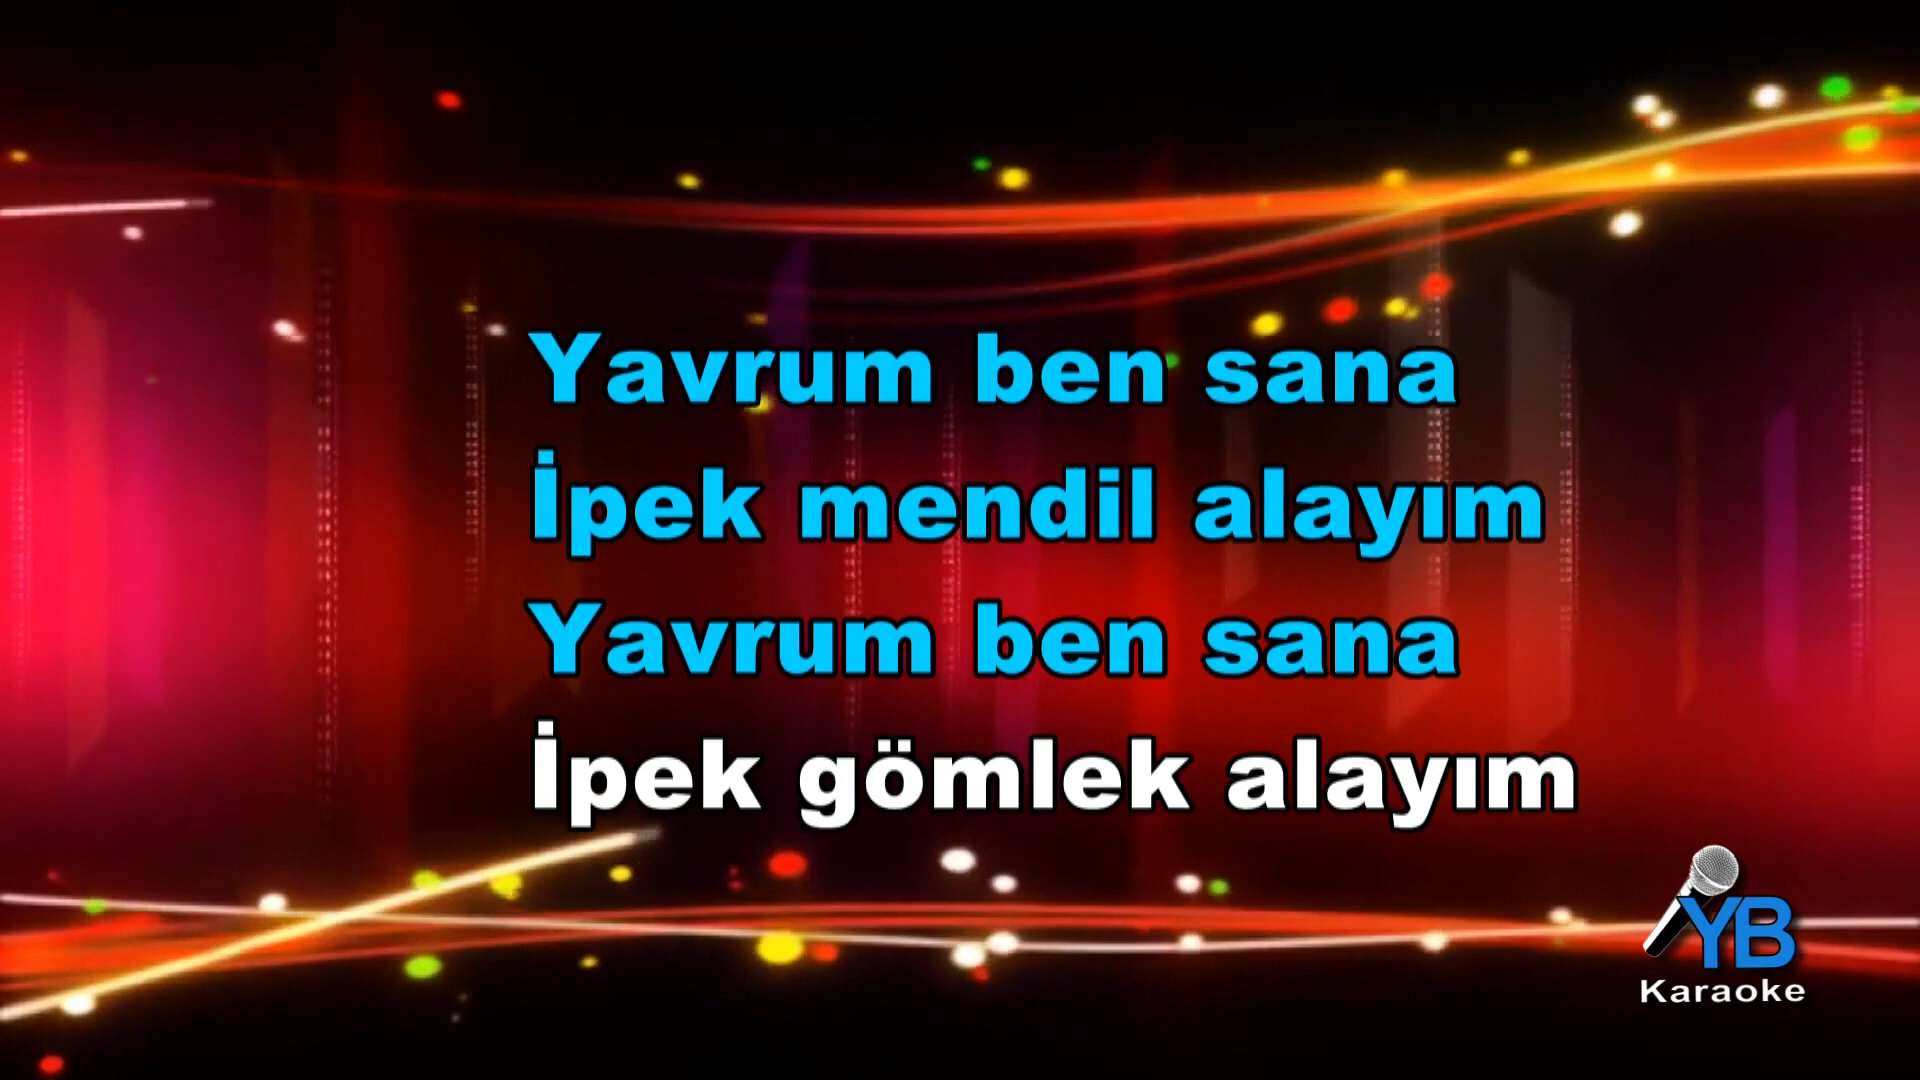 Yavrum ben sana
İpek mendil alayım
Yavrum ben sana
İpek gömlek alayım
YB
Karaoke